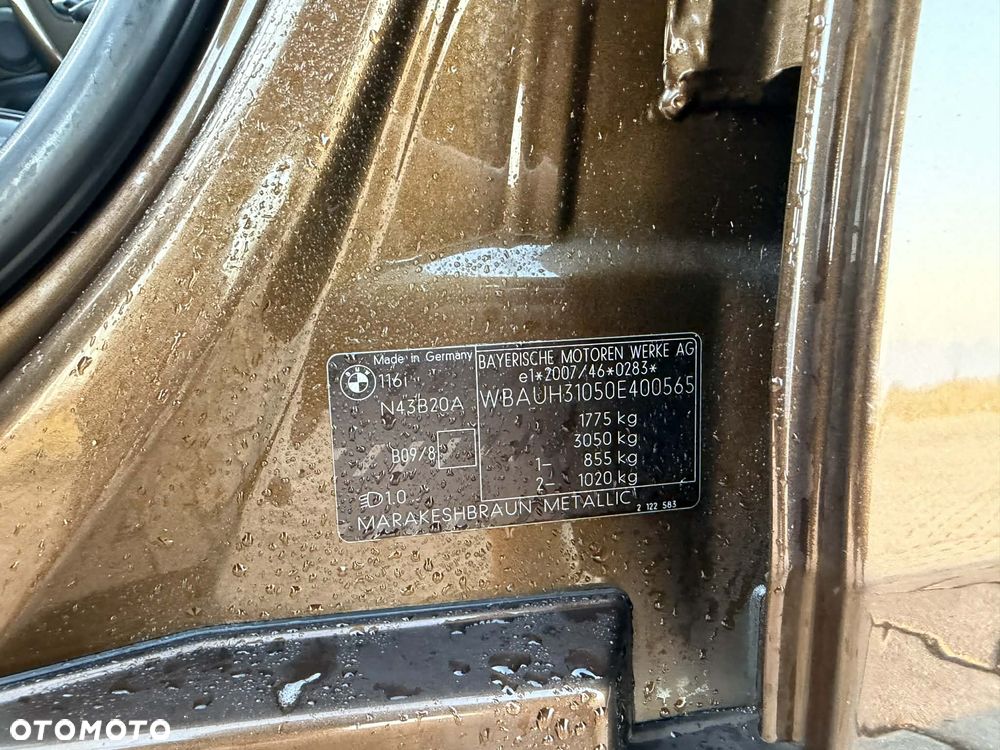 Made in Germany
BAYERISCHE MOTOREN WERKE AG
e1*2007/46*0283*
116i
WBAUH31050E400565
N43B20A
1775 kg
3050 kg
B09/8
1– 855 kg
2– 1020 kg
1.0
MARAKESHBRAUN METALLIC
2 122 583
OTOMOTO